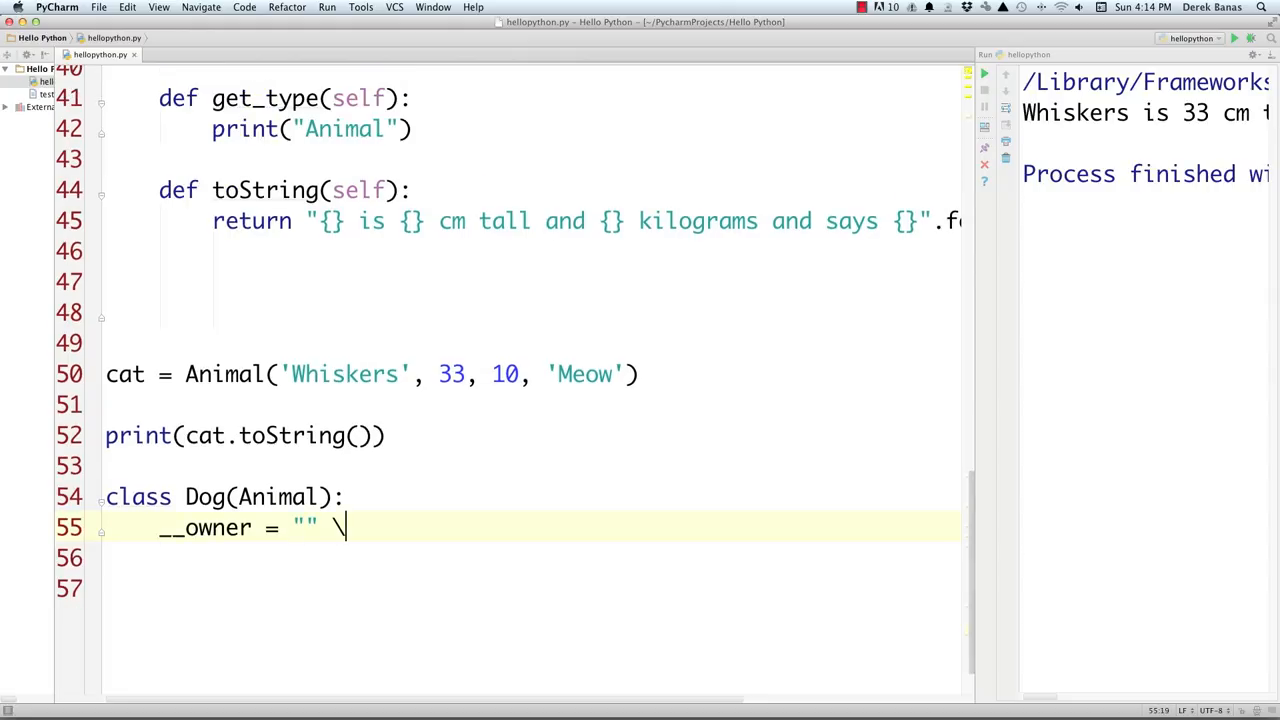 PyCharm File Edit View Navigate Code Refactor Run Tools VCS Window Help 10 Sun 4:14 PM Derek Banas
hellopython.py - Hello Python - [~/PycharmProjects/Hello Python]
Hello Python hellopython.py hellopython
hellopython.py Run hellopython
Hello P
hell
test
Extern
40
41 def get_type(self):
42 print("Animal")
43
44 def toString(self):
45 return "{} is {} cm tall and {} kilograms and says {}".fo
46
47
48
49
50 cat = Animal('Whiskers', 33, 10, 'Meow')
51
52 print(cat.toString())
53
54 class Dog(Animal):
55 __owner = "" \
56
57
/Library/Frameworks
Whiskers is 33 cm t
Process finished wi
55:19 LF UTF-8